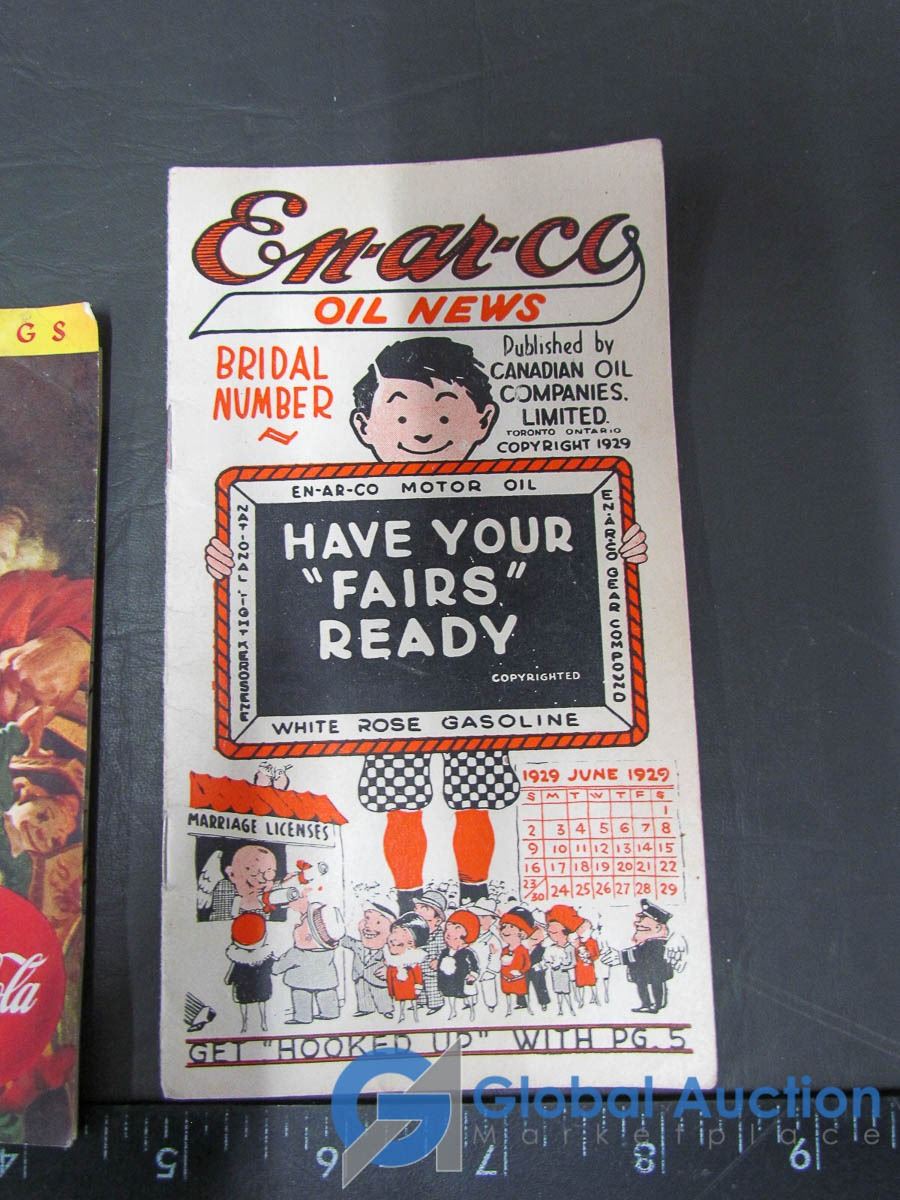 En-ar-co
OIL NEWS
BRIDAL
NUMBER
Published by
CANADIAN OIL
COMPANIES,
LIMITED.
TORONTO ONTARIO
COPYRIGHT 1929
EN-AR-CO MOTOR OIL
NATIONAL LIGHT KEROSENE
EN-AR-CO GEAR COMPOUND
HAVE YOUR
"FAIRS"
READY
COPYRIGHTED
WHITE ROSE GASOLINE
MARRIAGE LICENSES
1929 JUNE 1929
S M T W T F S
1
2 3 4 5 6 7 8
9 10 11 12 13 14 15
16 17 18 19 20 21 22
23/30 24 25 26 27 28 29
GET "HOOKED UP" WITH PG. 5
G S
la
Global Auction
Marketplace
4 5 6 7 8 9